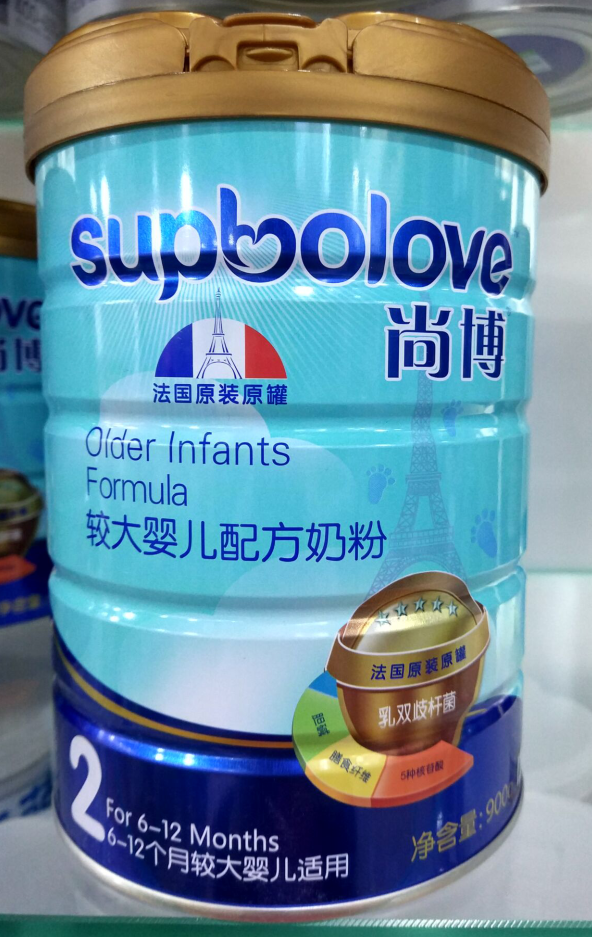 supbolove
尚博
法国原装原罐
Older Infants
Formula
较大婴儿配方奶粉
法国原装原罐
乳双歧杆菌
膳食纤维
5种核苷酸
2
For 6-12 Months
6-12个月较大婴儿适用
净含量: 900